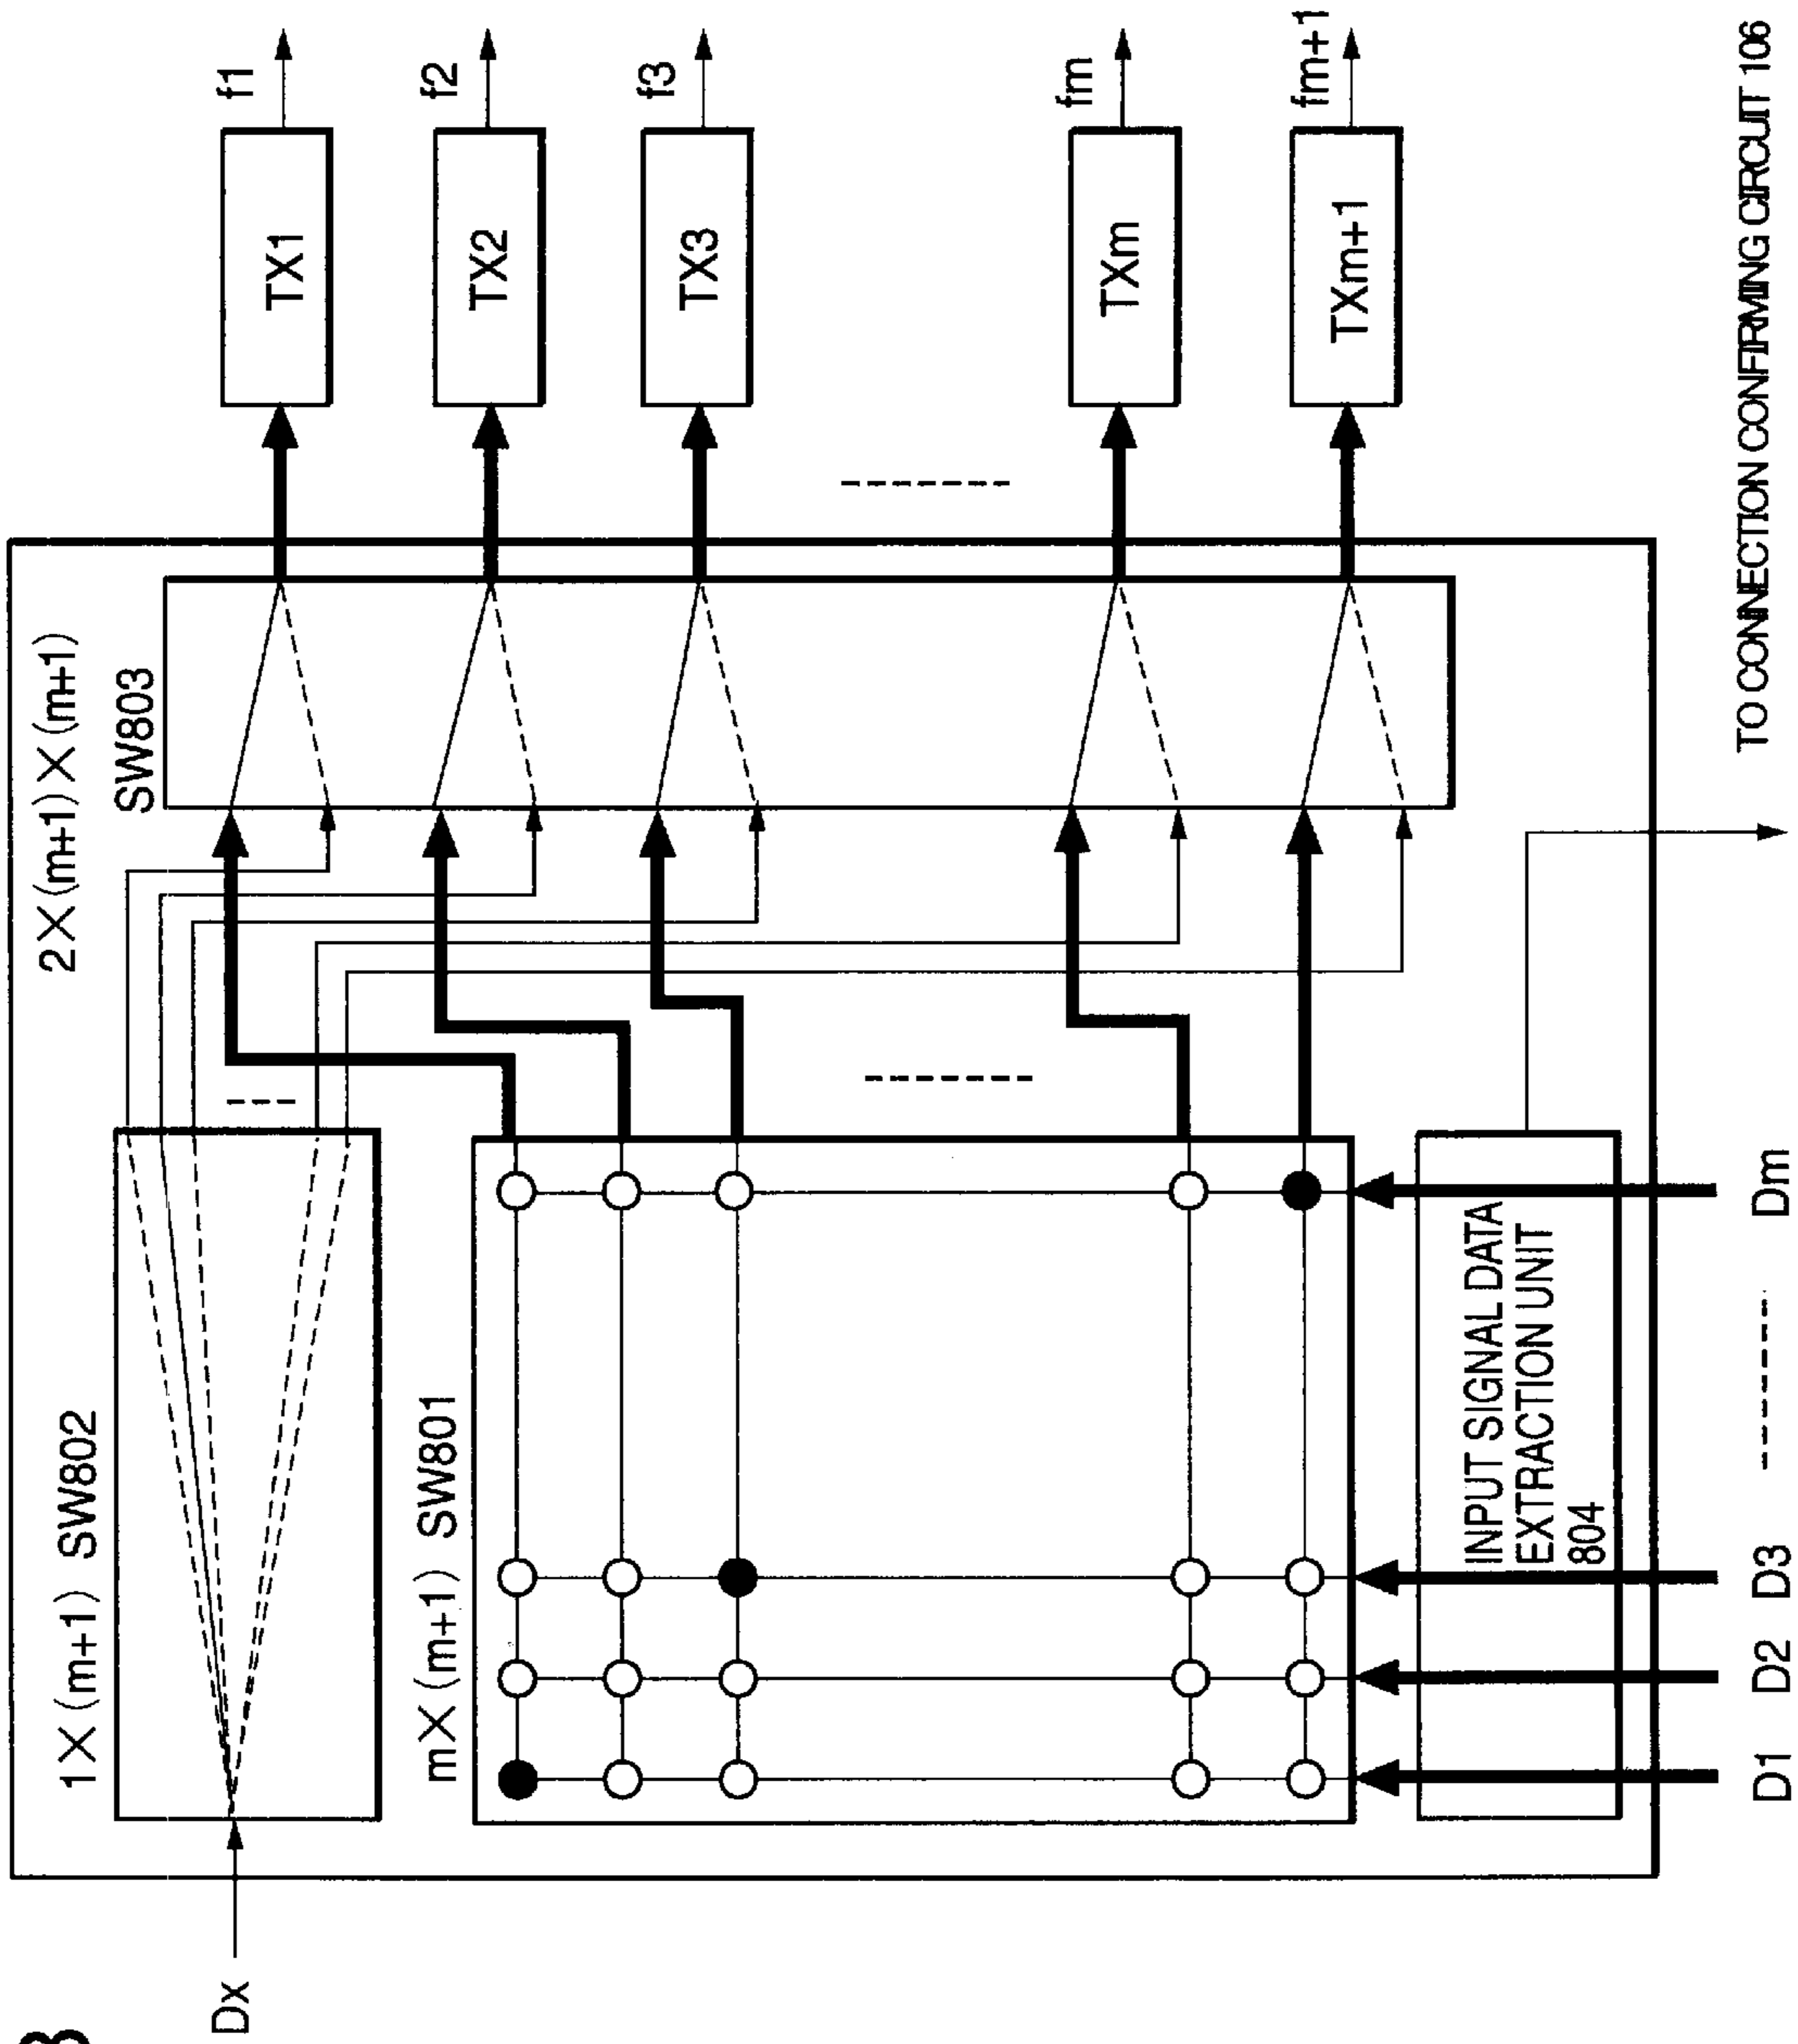 8
Dx
1×(m+1) SW802
m×(m+1) SW801
2×(m+1)×(m+1)
SW803
TX1
f1
TX2
f2
TX3
f3
TXm
fm
TXm+1
fm+1
INPUT SIGNAL DATA
EXTRACTION UNIT
804
D1
D2
D3
Dm
TO CONNECTION CONFIRMING CIRCUIT 106